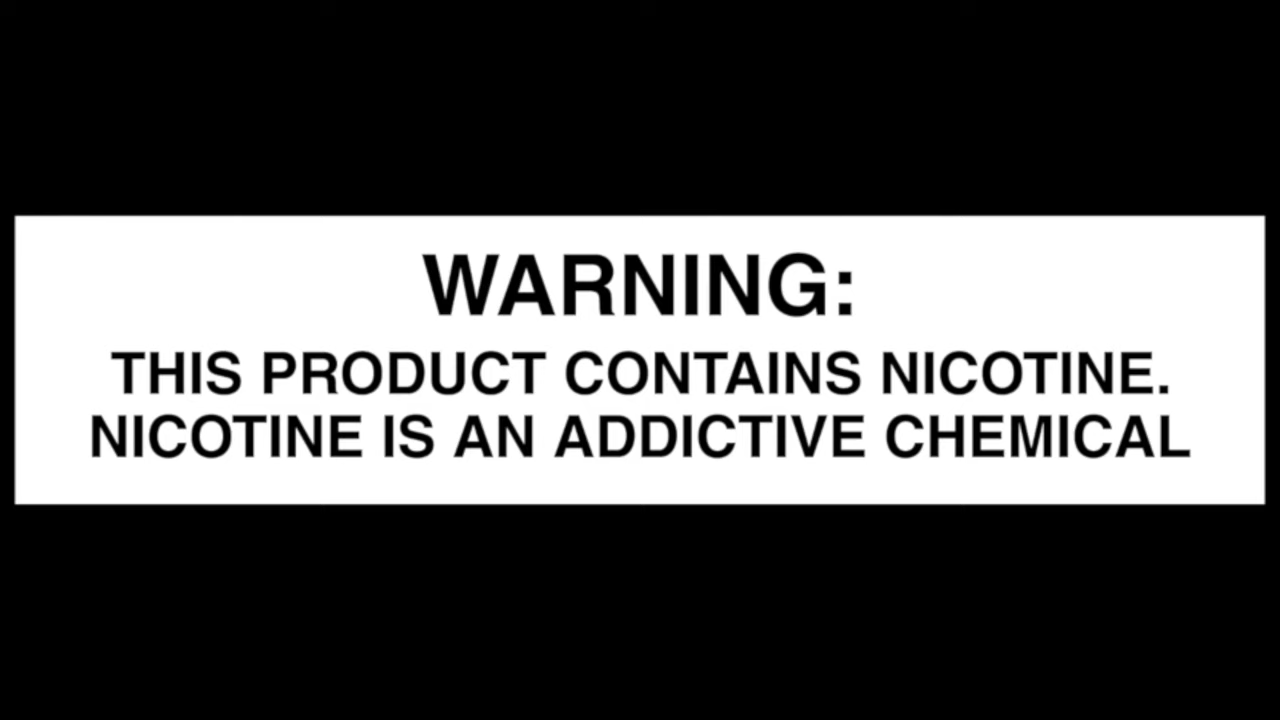 WARNING:
THIS PRODUCT CONTAINS NICOTINE.
NICOTINE IS AN ADDICTIVE CHEMICAL